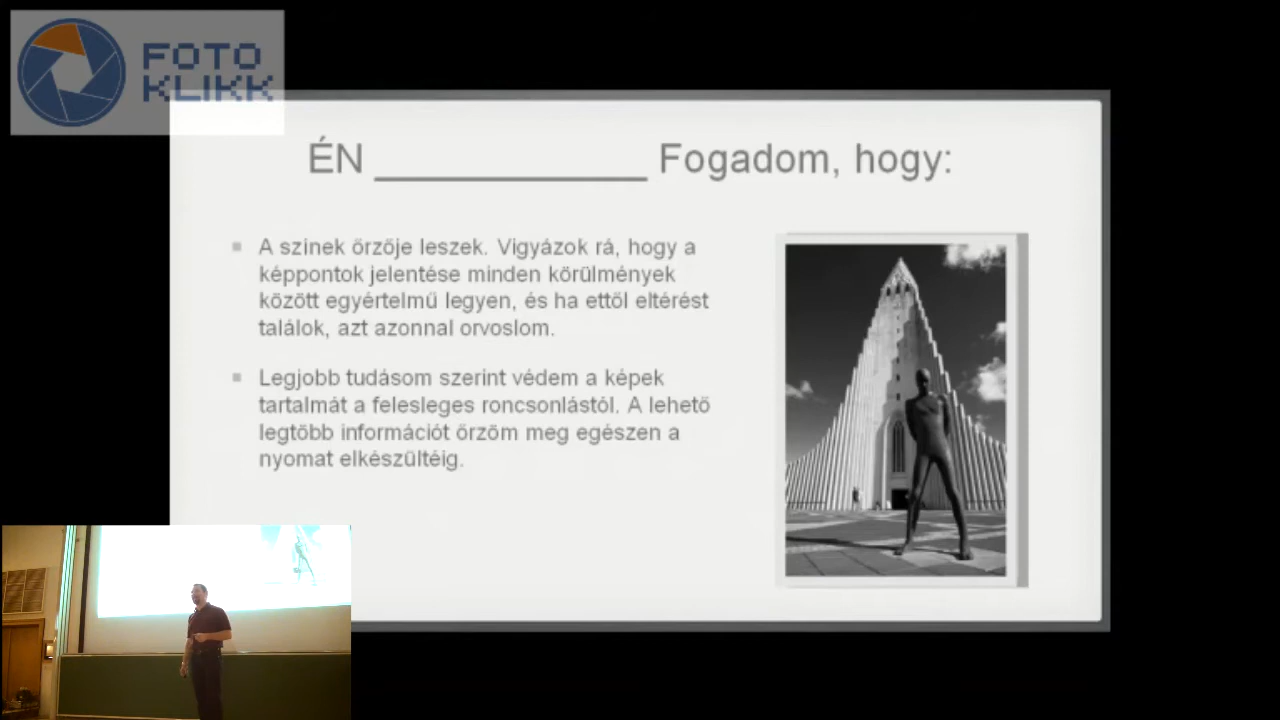 FOTO
KLIKK
ÉN ____________ Fogadom, hogy:
A színek őrzője leszek. Vigyázok rá, hogy a
képpontok jelentése minden körülmények
között egyértelmű legyen, és ha ettől eltérést
találok, azt azonnal orvoslom.
Legjobb tudásom szerint védem a képek
tartalmát a felesleges roncsonlástól. A lehető
legtöbb információt őrzöm meg egészen a
nyomat elkészültéig.